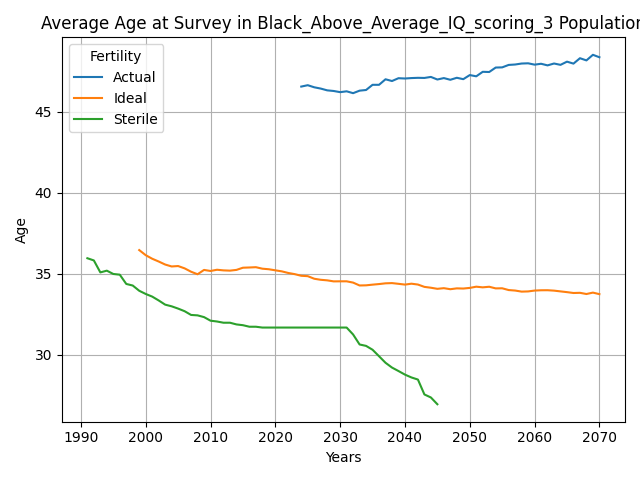 Average Age at Survey in Black_Above_Average_IQ_scoring_3 Population
Fertility
Actual
Ideal
Sterile
45
40
35
30
Age
1990 2000 2010 2020 2030 2040 2050 2060 2070
Years